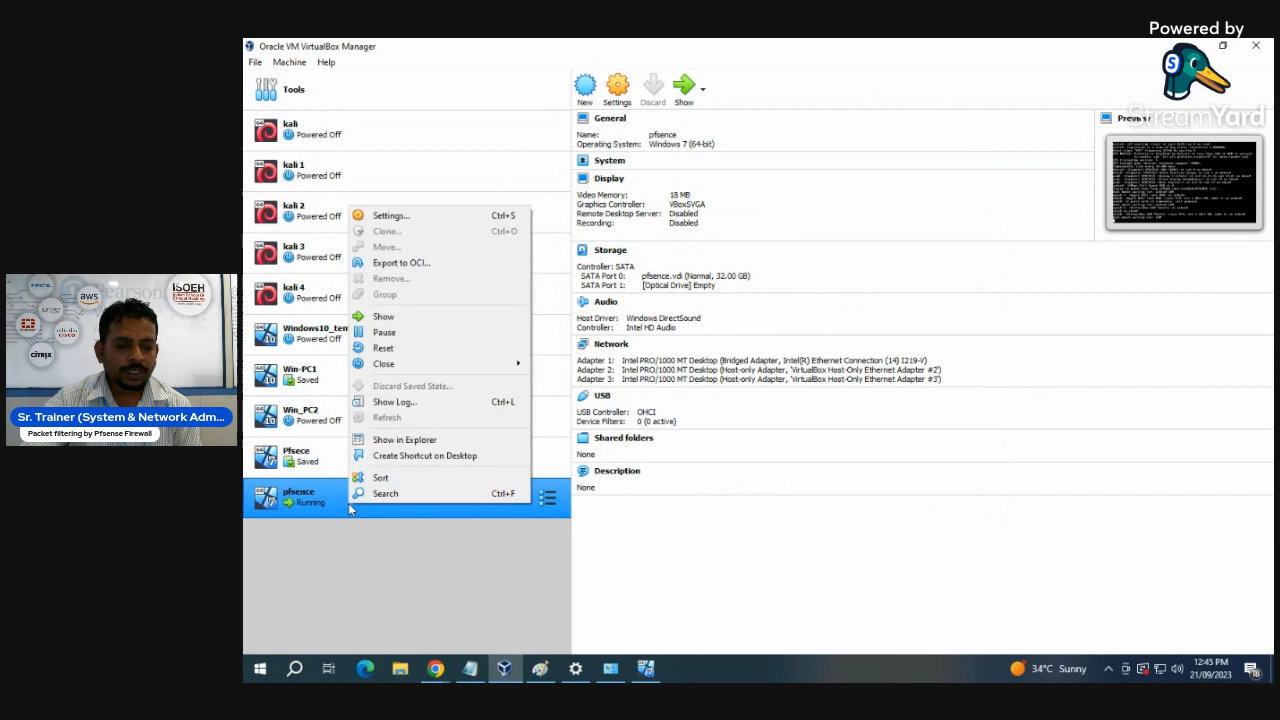 Powered by
StreamYard
Oracle VM VirtualBox Manager
File Machine Help
Tools
New Settings Discard Show
kali
Powered Off
kali 1
Powered Off
kali 2
Powered Off
kali 3
Powered Off
kali 4
Powered Off
Windows10_tem
Powered Off
Win-PC1
Saved
Win_PC2
Powered Off
Pfsece
Saved
pfsence
Running
Settings... Ctrl+S
Clone... Ctrl+O
Move...
Export to OCI...
Remove...
Group
Show
Pause
Reset
Close
Discard Saved State...
Show Log... Ctrl+L
Refresh
Show in Explorer
Create Shortcut on Desktop
Sort
Search Ctrl+F
General
Name: pfsence
Operating System: Windows 7 (64-bit)
System
Display
Video Memory: 18 MB
Graphics Controller: VBoxSVGA
Remote Desktop Server: Disabled
Recording: Disabled
Storage
Controller: SATA
SATA Port 0: pfsence.vdi (Normal, 32.00 GB)
SATA Port 1: [Optical Drive] Empty
Audio
Host Driver: Windows DirectSound
Controller: Intel HD Audio
Network
Adapter 1: Intel PRO/1000 MT Desktop (Bridged Adapter, Intel(R) Ethernet Connection (14) I219-V)
Adapter 2: Intel PRO/1000 MT Desktop (Host-only Adapter, 'VirtualBox Host-Only Ethernet Adapter #2')
Adapter 3: Intel PRO/1000 MT Desktop (Host-only Adapter, 'VirtualBox Host-Only Ethernet Adapter #3')
USB
USB Controller: OHCI
Device Filters: 0 (0 active)
Shared folders
None
Description
None
Preview
HCL
aws
Pearson
ISOEH
cisco
CITRIX
Sr. Trainer (System & Network Adm...
Packet filtering by Pfsense Firewall
34°C Sunny
12:45 PM
21/09/2023
18